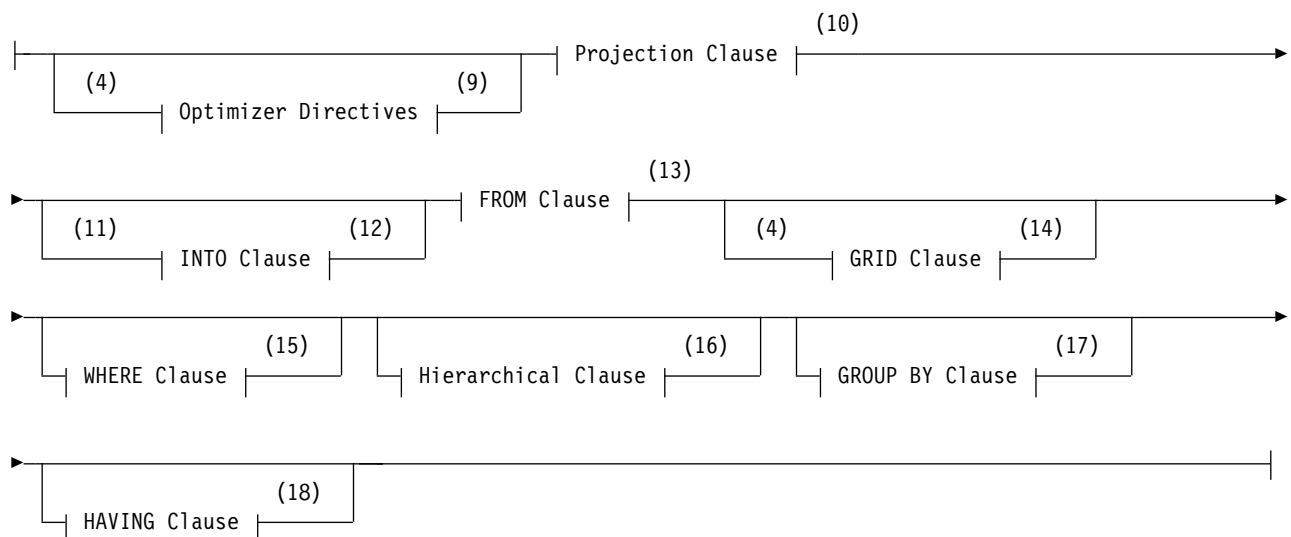 (10)
Projection Clause
(4) (9)
Optimizer Directives
(13)
FROM Clause
(11) (12) (4) (14)
INTO Clause GRID Clause
(15) (16) (17)
WHERE Clause Hierarchical Clause GROUP BY Clause
(18)
HAVING Clause